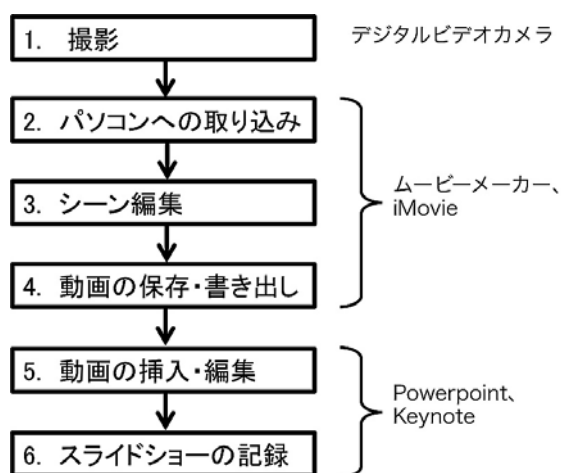 1. 撮影
デジタルビデオカメラ
2. パソコンへの取り込み
3. シーン編集
ムービーメーカー、
iMovie
4. 動画の保存・書き出し
5. 動画の挿入・編集
Powerpoint、
Keynote
6. スライドショーの記録